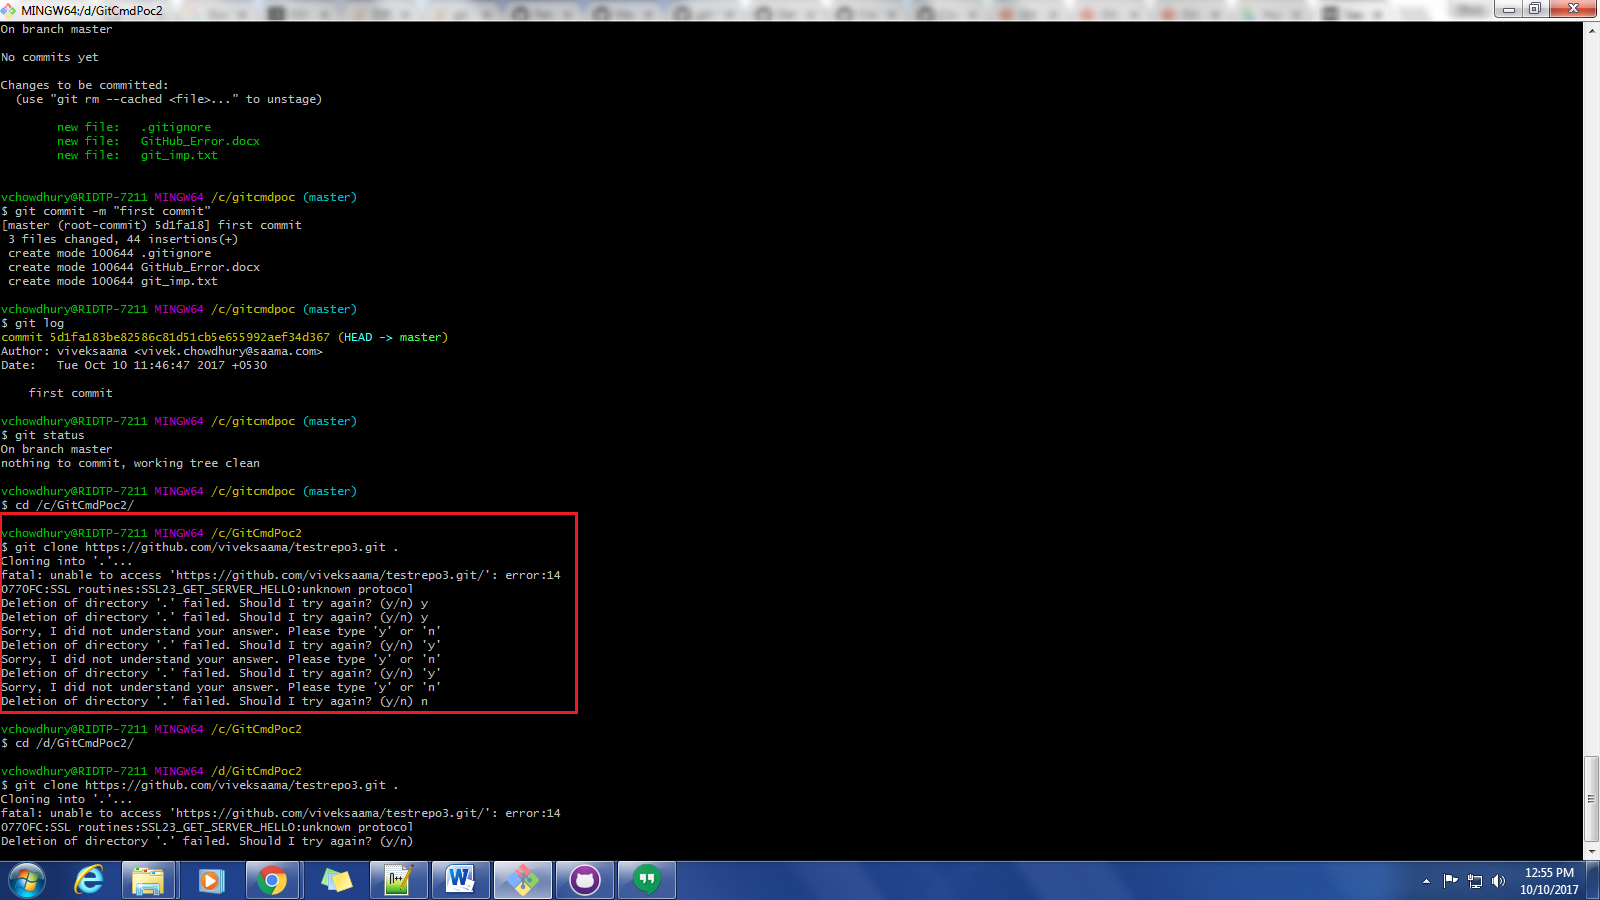 MINGW64:/d/GitCmdPoc2
On branch master
No commits yet
Changes to be committed:
(use "git rm --cached <file>..." to unstage)
new file:   .gitignore
new file:   GitHub_Error.docx
new file:   git_imp.txt
vchowdhury@RIDTP-7211 MINGW64 /c/gitcmdpoc (master)
$ git commit -m "first commit"
[master (root-commit) 5d1fa18] first commit
3 files changed, 44 insertions(+)
create mode 100644 .gitignore
create mode 100644 GitHub_Error.docx
create mode 100644 git_imp.txt
vchowdhury@RIDTP-7211 MINGW64 /c/gitcmdpoc (master)
$ git log
commit 5d1fa183be82586c81d51cb5e655992aef34d367 (HEAD -> master)
Author: viveksaama <vivek.chowdhury@saama.com>
Date:   Tue Oct 10 11:46:47 2017 +0530
first commit
vchowdhury@RIDTP-7211 MINGW64 /c/gitcmdpoc (master)
$ git status
On branch master
nothing to commit, working tree clean
vchowdhury@RIDTP-7211 MINGW64 /c/gitcmdpoc (master)
$ cd /c/GitCmdPoc2/
vchowdhury@RIDTP-7211 MINGW64 /c/GitCmdPoc2
$ git clone https://github.com/viveksaama/testrepo3.git .
Cloning into '.'...
fatal: unable to access 'https://github.com/viveksaama/testrepo3.git/': error:14
0770FC:SSL routines:SSL23_GET_SERVER_HELLO:unknown protocol
Deletion of directory '.' failed. Should I try again? (y/n) y
Deletion of directory '.' failed. Should I try again? (y/n) y
Sorry, I did not understand your answer. Please type 'y' or 'n'
Deletion of directory '.' failed. Should I try again? (y/n) 'y'
Sorry, I did not understand your answer. Please type 'y' or 'n'
Deletion of directory '.' failed. Should I try again? (y/n) 'y'
Sorry, I did not understand your answer. Please type 'y' or 'n'
Deletion of directory '.' failed. Should I try again? (y/n) n
vchowdhury@RIDTP-7211 MINGW64 /c/GitCmdPoc2
$ cd /d/GitCmdPoc2/
vchowdhury@RIDTP-7211 MINGW64 /d/GitCmdPoc2
$ git clone https://github.com/viveksaama/testrepo3.git .
Cloning into '.'...
fatal: unable to access 'https://github.com/viveksaama/testrepo3.git/': error:14
0770FC:SSL routines:SSL23_GET_SERVER_HELLO:unknown protocol
Deletion of directory '.' failed. Should I try again? (y/n)
12:55 PM
10/10/2017